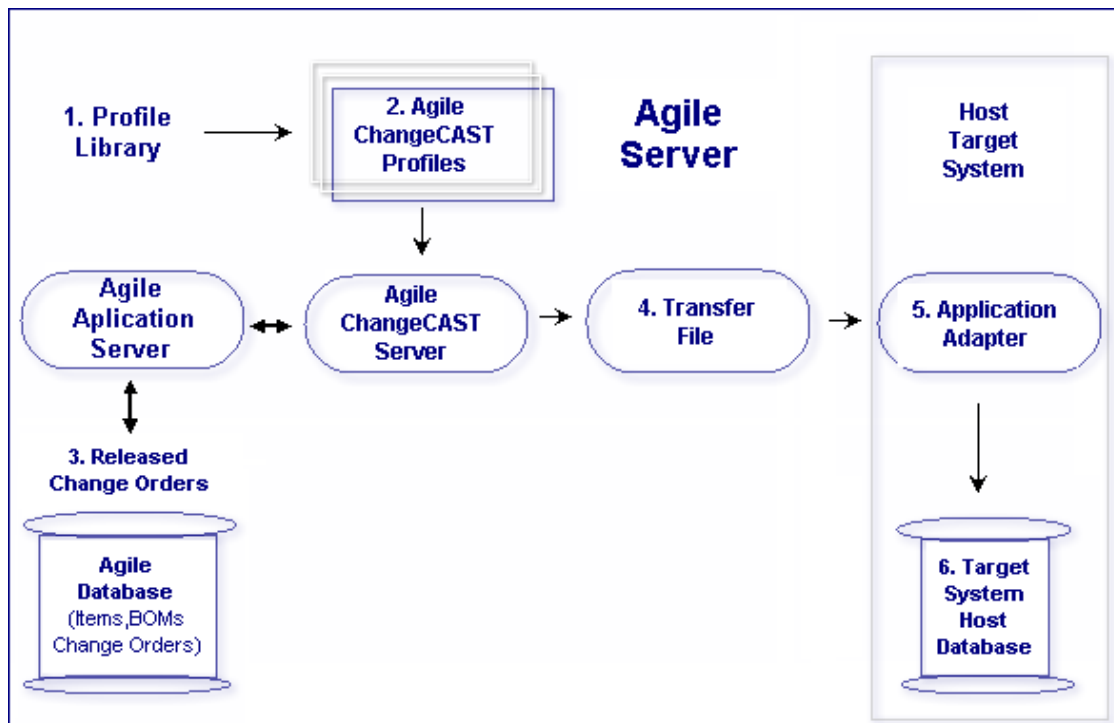 1. Profile
Library
2. Agile
ChangeCAST
Profiles
Agile
Server
Host
Target
System
Agile
Aplication
Server
Agile
ChangeCAST
Server
4. Transfer
File
5. Application
Adapter
3. Released
Change Orders
Agile
Database
(Items,BOMs
Change Orders)
6. Target
System
Host
Database